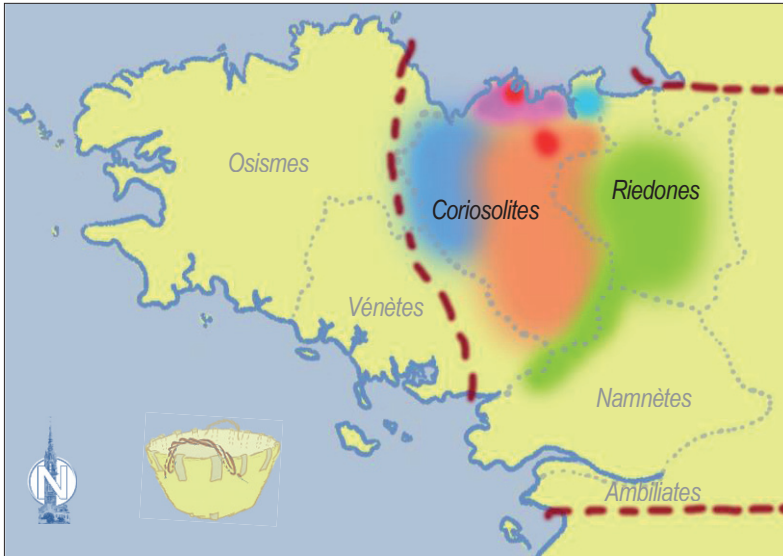 Osismes
Riedones
Coriosolites
Vénètes
Namnètes
Ambiliates
N